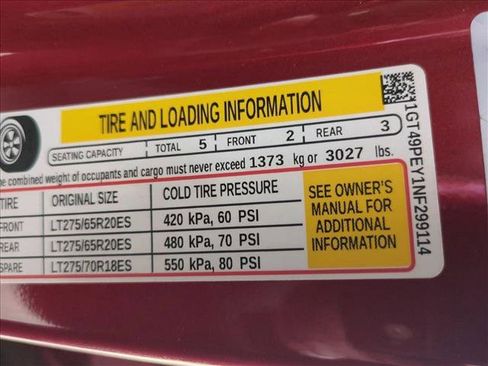 TIRE AND LOADING INFORMATION
SEATING CAPACITY TOTAL 5 FRONT 2 REAR 3
combined weight of occupants and cargo must never exceed 1373 kg or 3027 lbs.
TIRE ORIGINAL SIZE COLD TIRE PRESSURE
FRONT LT275/65R20ES 420 kPa, 60 PSI
REAR LT275/65R20ES 480 kPa, 70 PSI
SPARE LT275/70R18ES 550 kPa, 80 PSI
SEE OWNER'S
MANUAL FOR
ADDITIONAL
INFORMATION
1GT49PEY1NF299114